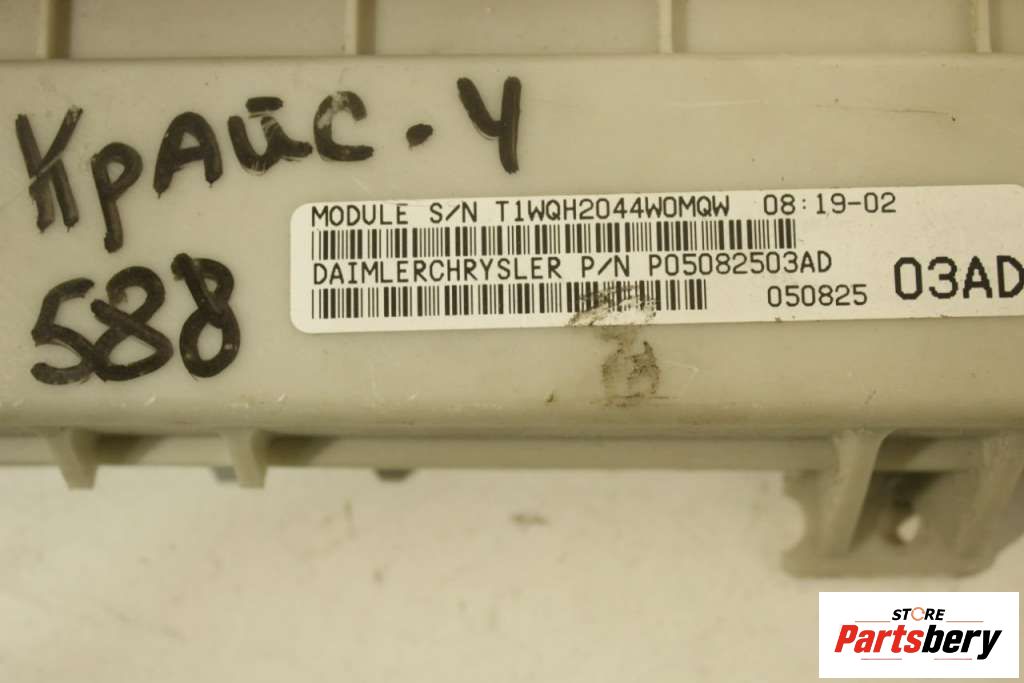 Крайс. 4
588
MODULE S/N T1WQH2044W0MQW 08:19-02
DAIMLERCHRYSLER P/N P05082503AD
050825 03AD
STORE
Partsbery